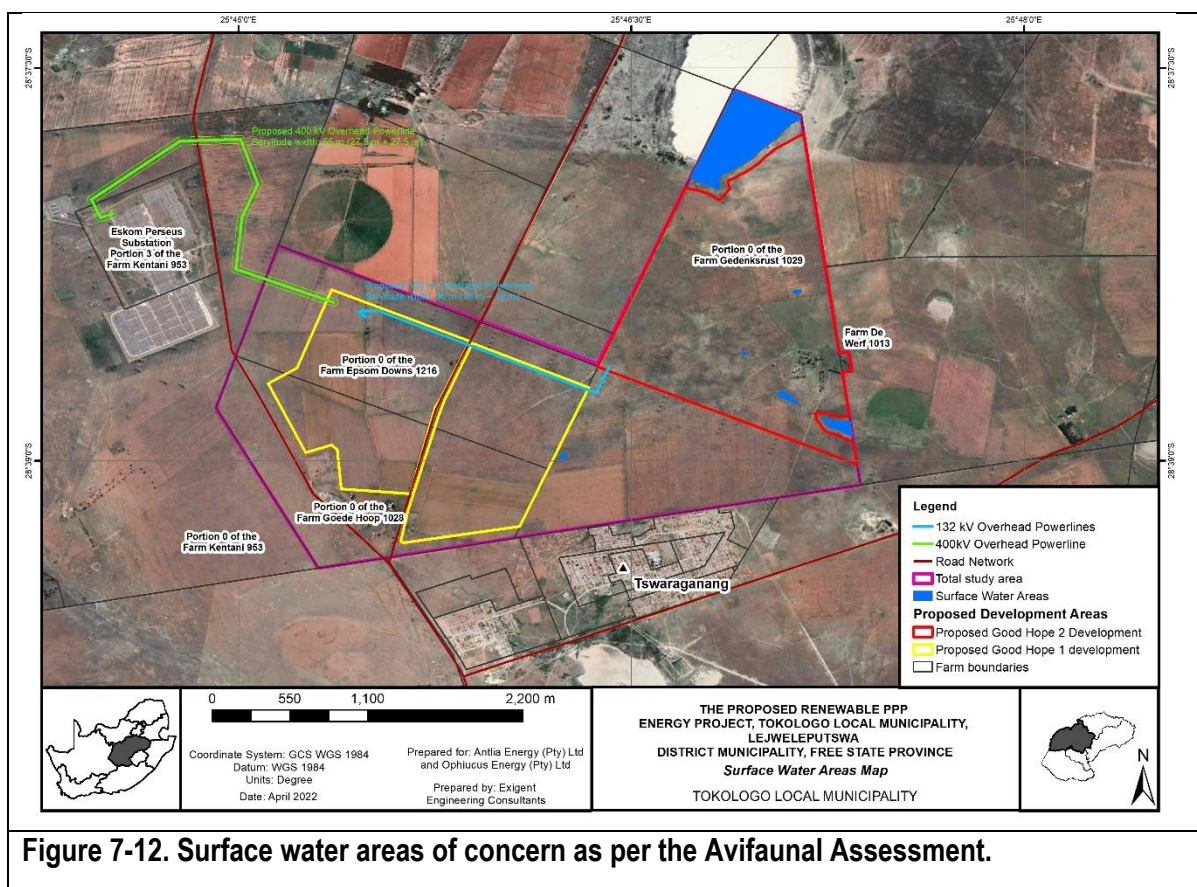 25°45'0"E
25°46'30"E
25°48'0"E
28°37'30"S
28°37'30"S
Proposed 400 kV Overhead Powerline
Servitude width: 55 m (27.5 m + 27.5 m)
Eskom Perseus
Substation
Portion 3 of the
Farm Kentani 953
Portion 0 of the
Farm Gedenksrust 1029
Servitude width:
Farm De
Werf 1013
Portion 0 of the
Farm Epsom Downs 1216
28°39'0"S
28°39'0"S
Portion 0 of the
Farm Goede Hoop 1028
Portion 0 of the
Farm Kentani 953
Tswaraganang
Legend
132 kV Overhead Powerlines
400kV Overhead Powerline
Road Network
Total study area
Surface Water Areas
Proposed Development Areas
Proposed Good Hope 2 Development
Proposed Good Hope 1 development
Farm boundaries
0 550 1,100 2,200 m
Coordinate System: GCS WGS 1984
Datum: WGS 1984
Units: Degree
Date: April 2022
Prepared for: Antlia Energy (Pty) Ltd
and Ophiucus Energy (Pty) Ltd
Prepared by: Exigent
Engineering Consultants
THE PROPOSED RENEWABLE PPP
ENERGY PROJECT, TOKOLOGO LOCAL MUNICIPALITY,
LEJWELEPUTSWA
DISTRICT MUNICIPALITY, FREE STATE PROVINCE
Surface Water Areas Map
TOKOLOGO LOCAL MUNICIPALITY
N
Figure 7-12. Surface water areas of concern as per the Avifaunal Assessment.